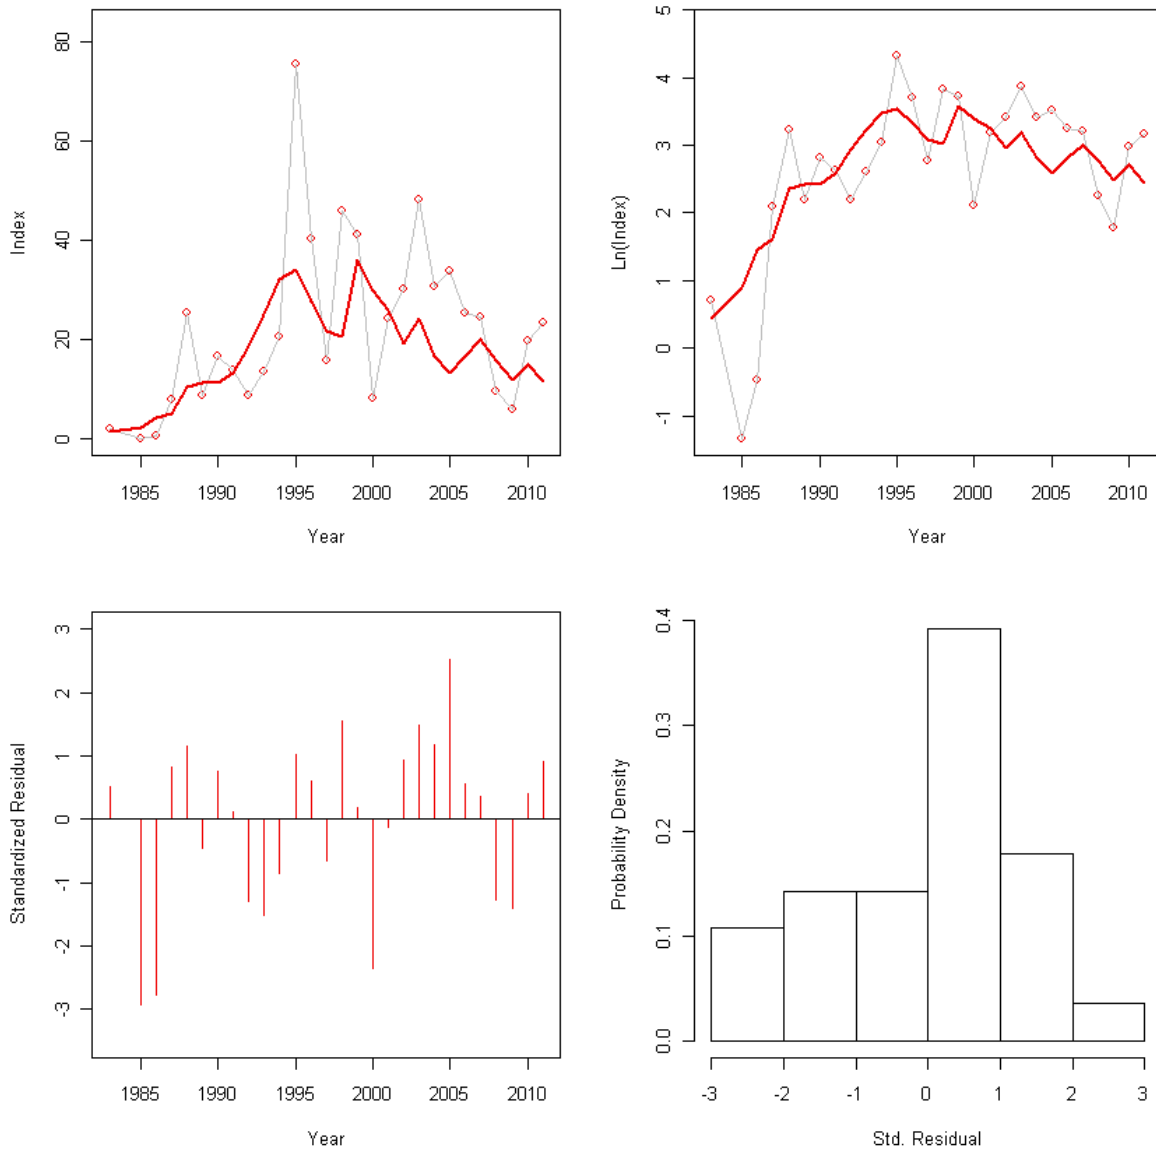 Index
80
60
40
20
0
1985 1990 1995 2000 2005 2010
Year
Ln(Index)
5
4
3
2
1
0
-1
1985 1990 1995 2000 2005 2010
Year
Standardized Residual
3
2
1
0
-1
-2
-3
1985 1990 1995 2000 2005 2010
Year
Probability Density
0.4
0.3
0.2
0.1
0.0
-3 -2 -1 0 1 2 3
Std. Residual